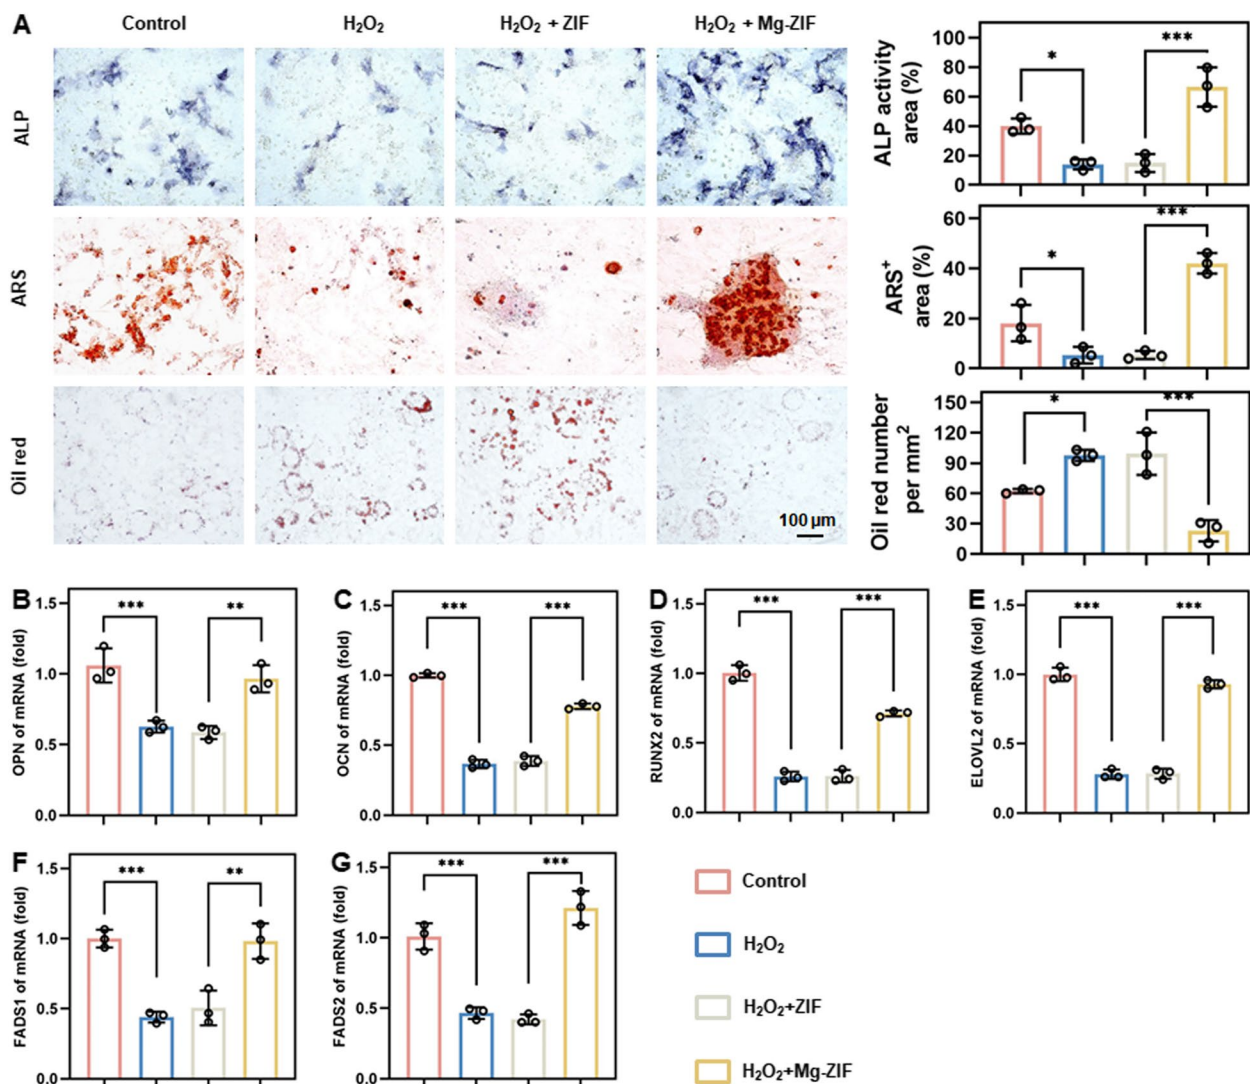 A
Control
H₂O₂
H₂O₂ + ZIF
H₂O₂ + Mg-ZIF
ALP
ARS
Oil red
100 µm
ALP activity
area (%)
100
80
60
40
20
0
*
***
ARS⁺
area (%)
60
40
20
0
*
***
Oil red number
per mm²
150
120
90
60
30
0
*
***
B
OPN of mRNA (fold)
1.5
1.0
0.5
0.0
***
**
C
OCN of mRNA (fold)
1.5
1.0
0.5
0.0
***
***
D
RUNX2 of mRNA (fold)
1.5
1.0
0.5
0.0
***
***
E
ELOVL2 of mRNA (fold)
1.5
1.0
0.5
0.0
***
***
F
FADS1 of mRNA (fold)
1.5
1.0
0.5
0.0
***
**
G
FADS2 of mRNA (fold)
1.5
1.0
0.5
0.0
***
***
Control
H₂O₂
H₂O₂+ZIF
H₂O₂+Mg-ZIF